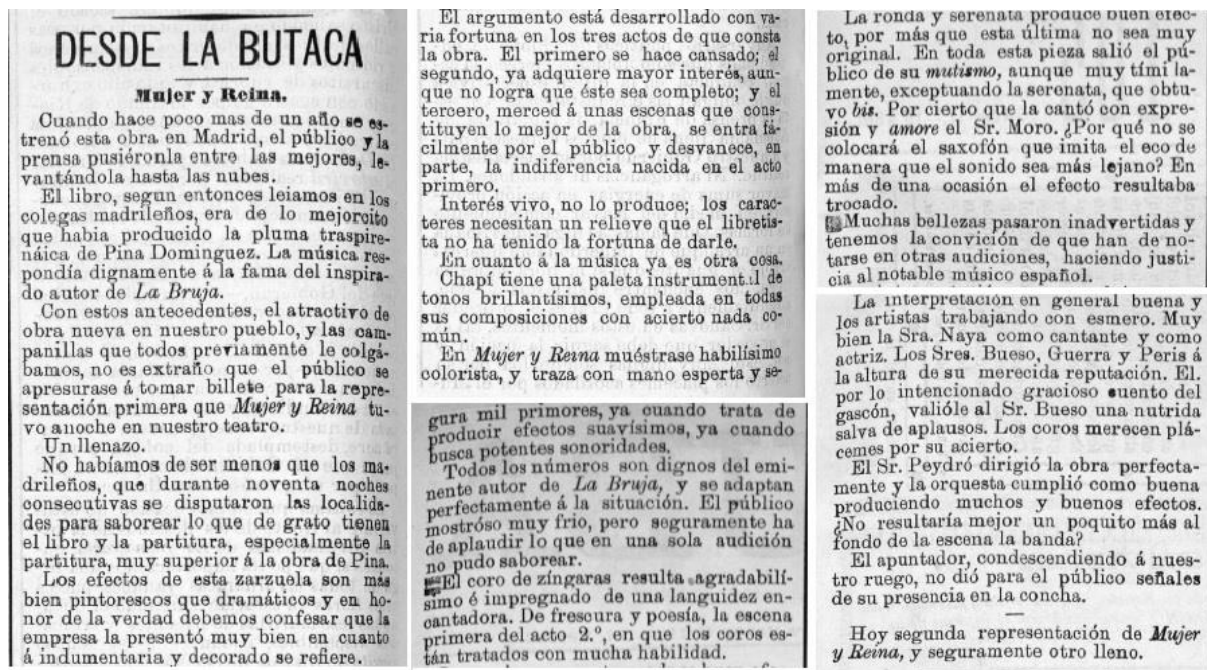 DESDE LA BUTACA
Mujer y Reina.
Cuando hace poco mas de un año se es-
trenó esta obra en Madrid, el público y la
prensa pusiéronla entre las mejores, le-
vantándola hasta las nubes.
El libro, segun entonces leiamos en los
colegas madrileños, era de lo mejorcito
que habia producido la pluma traspire-
náica de Pina Dominguez. La música res-
pondía dignamente á la fama del inspira-
do autor de La Bruja.
Con estos antecedentes, el atractivo de
obra nueva en nuestro pueblo, y las cam-
panillas que todos previamente le colgá-
bamos, no es extraño que el público se
apresurase á tomar billete para la repre-
sentación primera que Mujer y Reina tu-
vo anoche en nuestro teatro.
Un llenazo.
No habíamos de ser menos que los ma-
drileños, que durante noventa noches
consecutivas se disputaron las localida-
des para saborear lo que de grato tienen
el libro y la partitura, especialmente la
partitura, muy superior á la obra de Pina.
Los efectos de esta zarzuela son más
bien pintorescos que dramáticos y en ho-
nor de la verdad debemos confesar que la
empresa la presentó muy bien en cuanto
á indumentaria y decorado se refiere.
El argumento está desarrollado con va-
ria fortuna en los tres actos de que consta
la obra. El primero se hace cansado; el
segundo, ya adquiere mayor interés, aun-
que no logra que éste sea completo; y el
tercero, merced á unas escenas que cons-
tituyen lo mejor de la obra, se entra fá-
cilmente por el público y desvanece, en
parte, la indiferencia nacida en el acto
primero.
Interés vivo, no lo produce; los carac-
teres necesitan un relieve que el libretis-
ta no ha tenido la fortuna de darle.
En cuanto á la música ya es otra cosa.
Chapí tiene una paleta instrumental de
tonos brillantísimos, empleada en todas
sus composiciones con acierto nada co-
mún.
En Mujer y Reina muéstrase habilísimo
colorista, y traza con mano esperta y se-
gura mil primores, ya cuando trata de
producir efectos suavísimos, ya cuando
busca potentes sonoridades.
Todos los números son dignos del emi-
nente autor de La Bruja, y se adaptan
perfectamente á la situación. El público
mostróso muy frio, pero seguramente ha
de aplaudir lo que en una sola audición
no pudo saborear.
El coro de zíngaras resulta agradabilí-
simo é impregnado de una languidez en-
cantadora. De frescura y poesía, la escena
primera del acto 2.º, en que los coros es-
tán tratados con mucha habilidad.
La ronda y serenata produce buen efec-
to, por más que esta última no sea muy
original. En toda esta pieza salió el pú-
blico de su mutismo, aunque muy tími la-
mente, exceptuando la serenata, que obtu-
vo bis. Por cierto que la cantó con expre-
sión y amore el Sr. Moro. ¿Por qué no se
colocará el saxofón que imita el eco de
manera que el sonido sea más lejano? En
más de una ocasión el efecto resultaba
trocado.
Muchas bellezas pasaron inadvertidas y
tenemos la convicción de que han de no-
tarse en otras audiciones, haciendo justi-
cia al notable músico español.
La interpretación en general buena y
los artistas trabajando con esmero. Muy
bien la Sra. Naya como cantante y como
actriz. Los Sres. Bueso, Guerra y Peris á
la altura de su merecida reputación. El.
por lo intencionado gracioso cuento del
gascón, valióle al Sr. Bueso una nutrida
salva de aplausos. Los coros merecen plá-
cemes por su acierto.
El Sr. Peydró dirigió la obra perfecta-
mente y la orquesta cumplió como buena
produciendo muchos y buenos efectos.
¿No resultaría mejor un poquito más al
fondo de la escena la banda?
El apuntador, condescendiendo á nues-
tro ruego, no dió para el público señales
de su presencia en la concha.
Hoy segunda representación de Mujer
y Reina, y seguramente otro lleno.